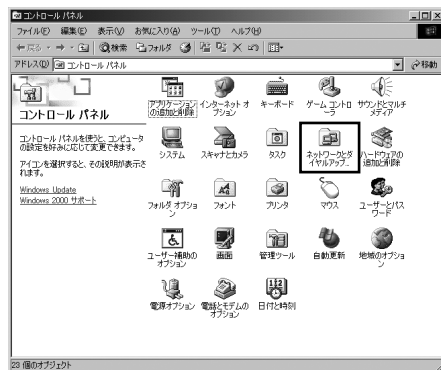 コントロール パネル
ファイル(F) 編集(E) 表示(V) お気に入り(A) ツール(T) ヘルプ(H)
戻る 検索 フォルダ
アドレス(D) コントロール パネル 移動
コントロール パネル
コントロール パネルを使うと、コンピュータ
の設定を好みに応じて変更できます。
アイコンを選択すると、その説明が表示さ
れます。
Windows Update
Windows 2000 サポート
アプリケーション
の追加と削除
インターネット オ
プション
キーボード
ゲーム コントロ
ーラ
サウンドとマルチ
メディア
システム
スキャナとカメラ
タスク
ネットワークとダ
イヤルアップ...
ハードウェアの
追加と削除
フォルダ オプショ
ン
フォント
プリンタ
マウス
ユーザーとパス
ワード
ユーザー補助の
オプション
画面
管理ツール
自動更新
地域のオプショ
ン
電源オプション
電話とモデムの
オプション
日付と時刻
23 個のオブジェクト